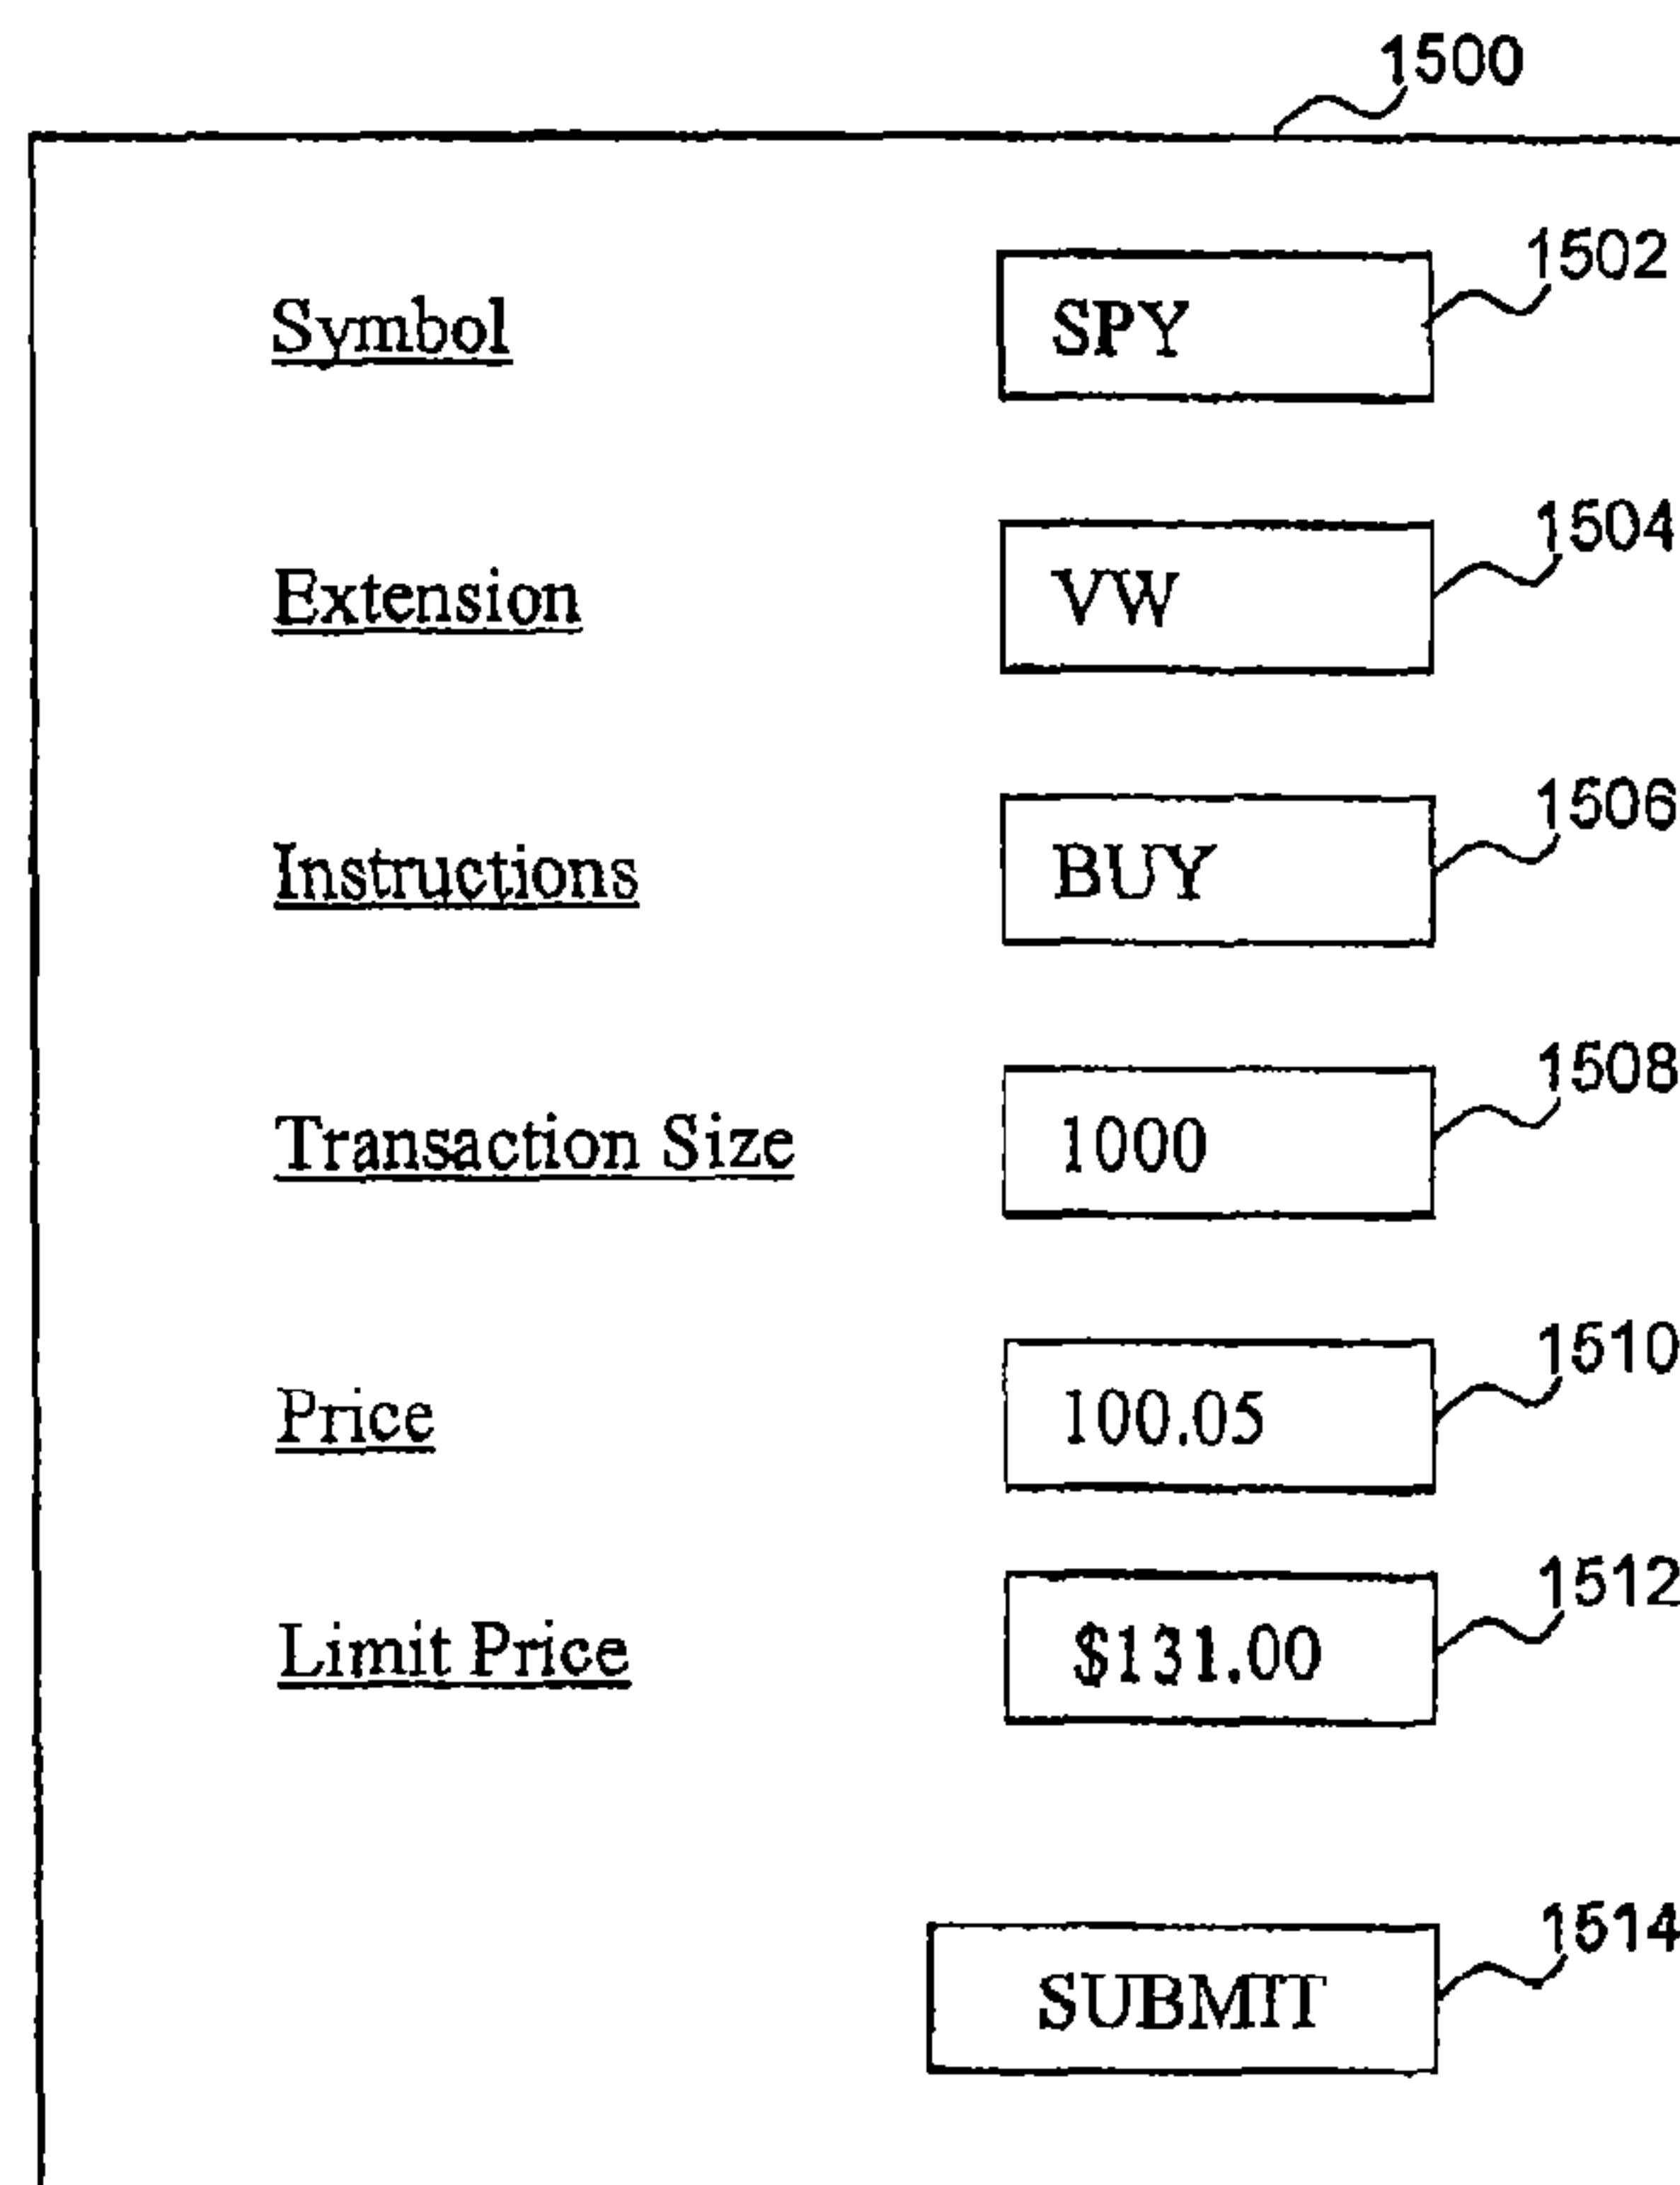 1500
Symbol SPY 1502
Extension VW 1504
Instructions BUY 1506
Transaction Size 1000 1508
Price 100.05 1510
Limit Price $131.00 1512
SUBMIT 1514